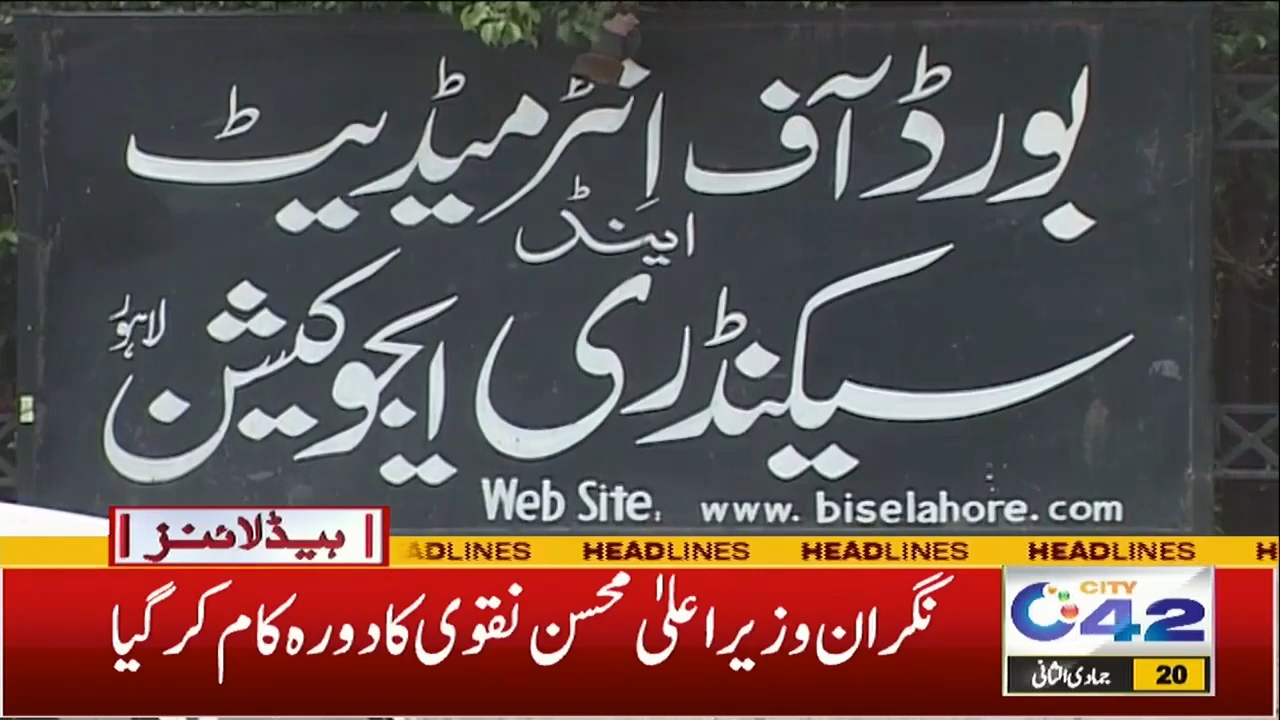 بورڈ آف انٹرمیڈیٹ
اینڈ
سیکنڈری ایجوکیشن لاہور
Web Site: www.biselahore.com
ہیڈلائنز
ADLINES HEADLINES HEADLINES HEADLINES H
نگران وزیر اعلیٰ محسن نقوی کا دورہ کام کر گیا
CITY
42
جمادی الثانی 20